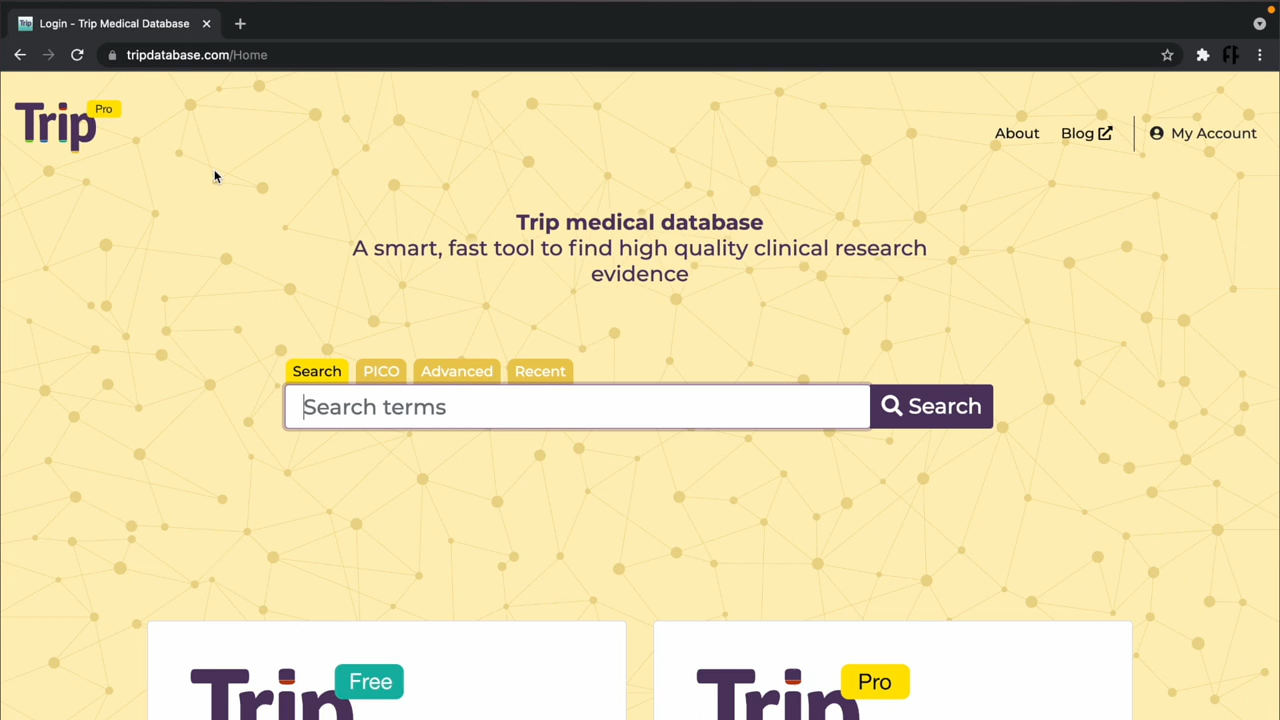 Login - Trip Medical Database
tripdatabase.com/Home
Trip Pro
About Blog My Account
Trip medical database
A smart, fast tool to find high quality clinical research
evidence
Search PICO Advanced Recent
Search terms Search
Trip Free
Trip Pro